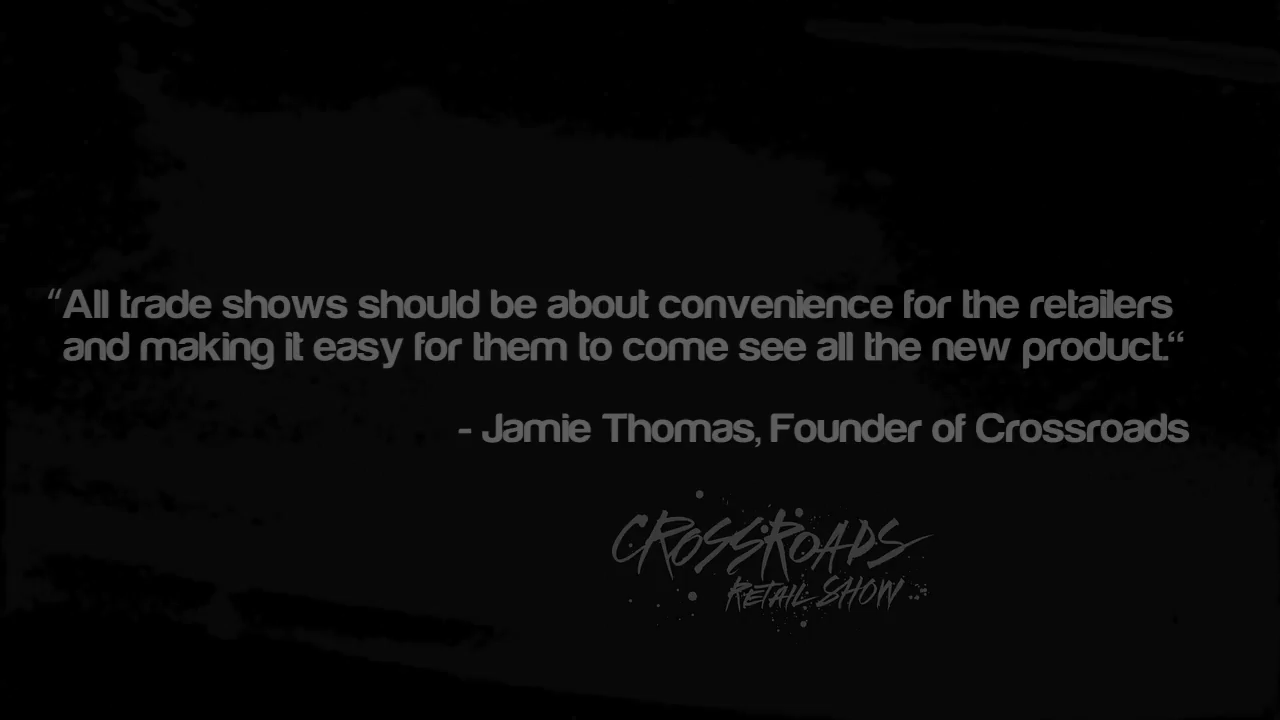 “All trade shows should be about convenience for the retailers
and making it easy for them to come see all the new product.“
- Jamie Thomas, Founder of Crossroads
CROSSROADS
RETAIL SHOW